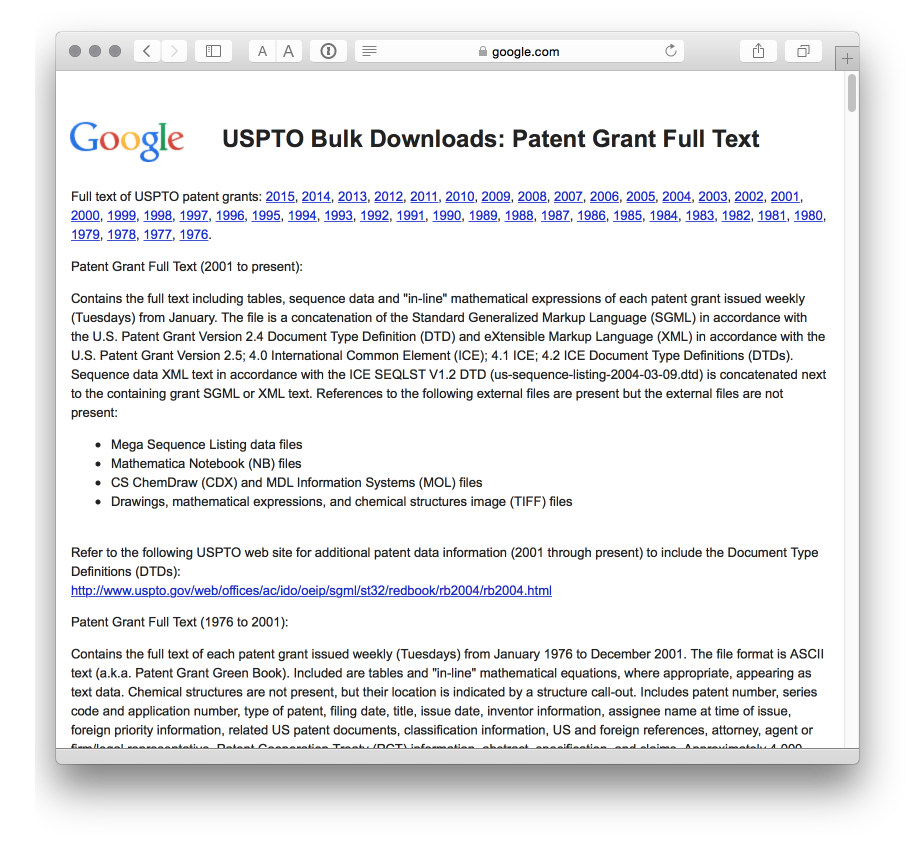 A A
google.com
Google
USPTO Bulk Downloads: Patent Grant Full Text
Full text of USPTO patent grants: 2015, 2014, 2013, 2012, 2011, 2010, 2009, 2008, 2007, 2006, 2005, 2004, 2003, 2002, 2001,
2000, 1999, 1998, 1997, 1996, 1995, 1994, 1993, 1992, 1991, 1990, 1989, 1988, 1987, 1986, 1985, 1984, 1983, 1982, 1981, 1980,
1979, 1978, 1977, 1976.
Patent Grant Full Text (2001 to present):
Contains the full text including tables, sequence data and "in-line" mathematical expressions of each patent grant issued weekly
(Tuesdays) from January. The file is a concatenation of the Standard Generalized Markup Language (SGML) in accordance with
the U.S. Patent Grant Version 2.4 Document Type Definition (DTD) and eXtensible Markup Language (XML) in accordance with the
U.S. Patent Grant Version 2.5; 4.0 International Common Element (ICE); 4.1 ICE; 4.2 ICE Document Type Definitions (DTDs).
Sequence data XML text in accordance with the ICE SEQLST V1.2 DTD (us-sequence-listing-2004-03-09.dtd) is concatenated next
to the containing grant SGML or XML text. References to the following external files are present but the external files are not
present:
• Mega Sequence Listing data files
• Mathematica Notebook (NB) files
• CS ChemDraw (CDX) and MDL Information Systems (MOL) files
• Drawings, mathematical expressions, and chemical structures image (TIFF) files
Refer to the following USPTO web site for additional patent data information (2001 through present) to include the Document Type
Definitions (DTDs):
http://www.uspto.gov/web/offices/ac/ido/oeip/sgml/st32/redbook/rb2004/rb2004.html
Patent Grant Full Text (1976 to 2001):
Contains the full text of each patent grant issued weekly (Tuesdays) from January 1976 to December 2001. The file format is ASCII
text (a.k.a. Patent Grant Green Book). Included are tables and "in-line" mathematical equations, where appropriate, appearing as
text data. Chemical structures are not present, but their location is indicated by a structure call-out. Includes patent number, series
code and application number, type of patent, filing date, title, issue date, inventor information, assignee name at time of issue,
foreign priority information, related US patent documents, classification information, US and foreign references, attorney, agent or
firm/legal representative, Patent Cooperation Treaty (PCT) information, abstract, specification, and claims. Approximately 4,000